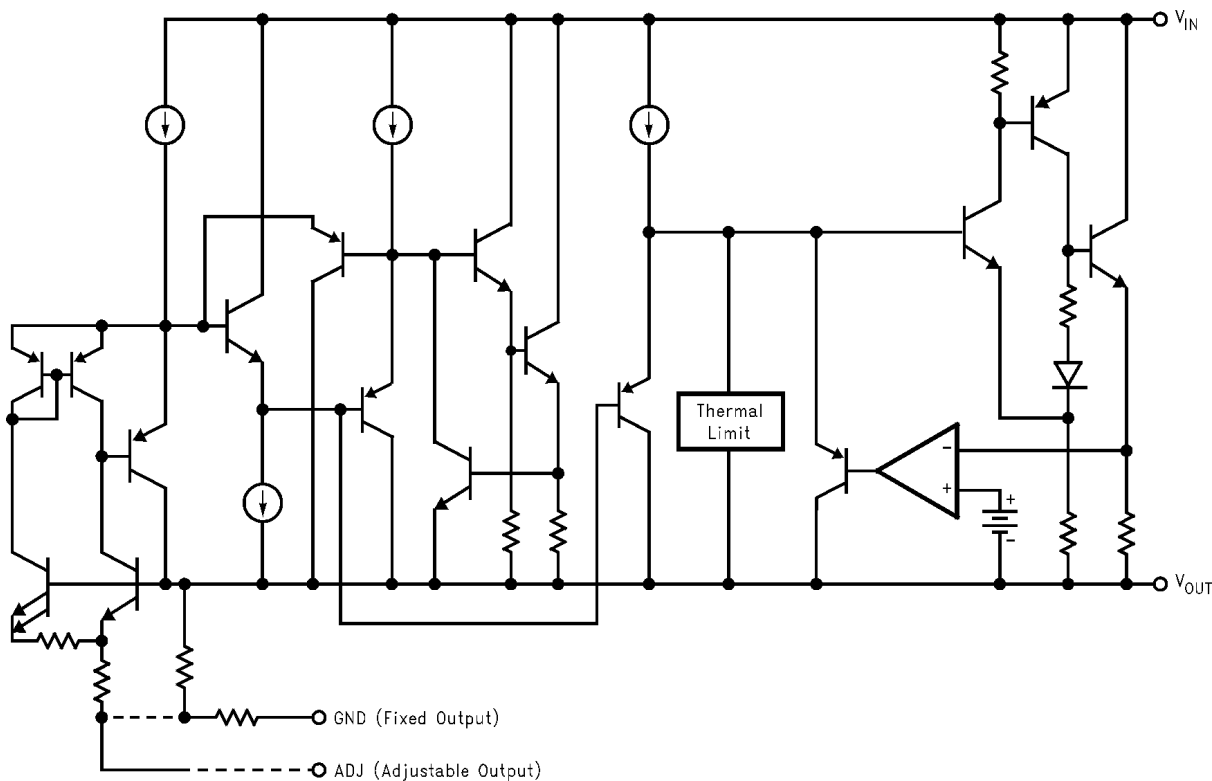 VIN
Thermal
Limit
-
+
+
-
VOUT
GND (Fixed Output)
ADJ (Adjustable Output)